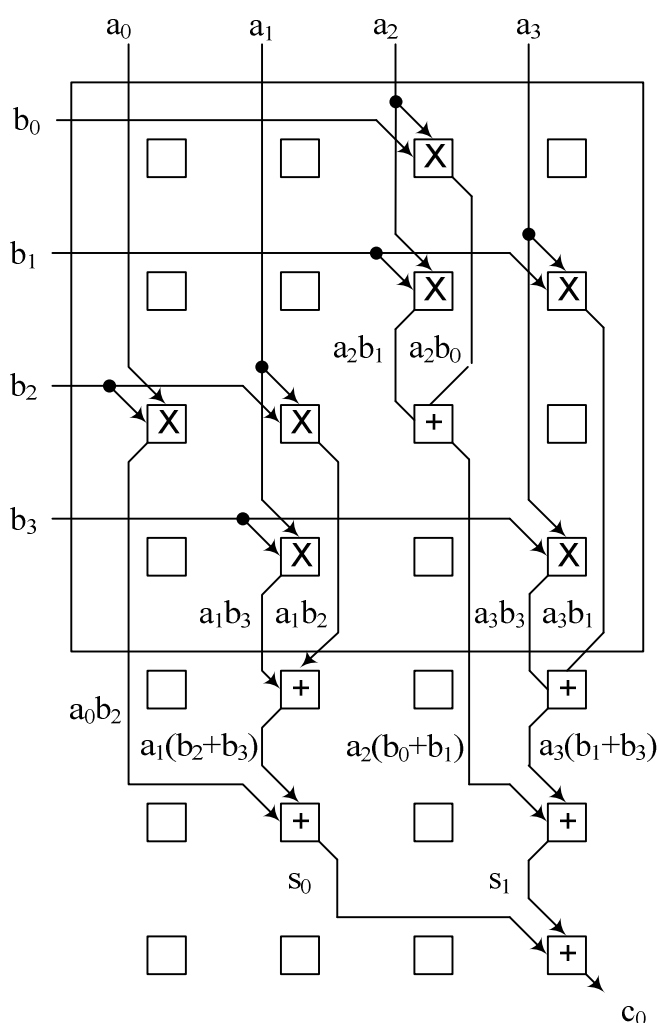 a₀ a₁ a₂ a₃
b₀
X
b₁
X X
a₂b₁ a₂b₀
b₂
X X +
b₃
X X
a₁b₃ a₁b₂ a₃b₃ a₃b₁
+ +
a₀b₂
a₁(b₂+b₃) a₂(b₀+b₁) a₃(b₁+b₃)
+ +
s₀ s₁
+
c₀